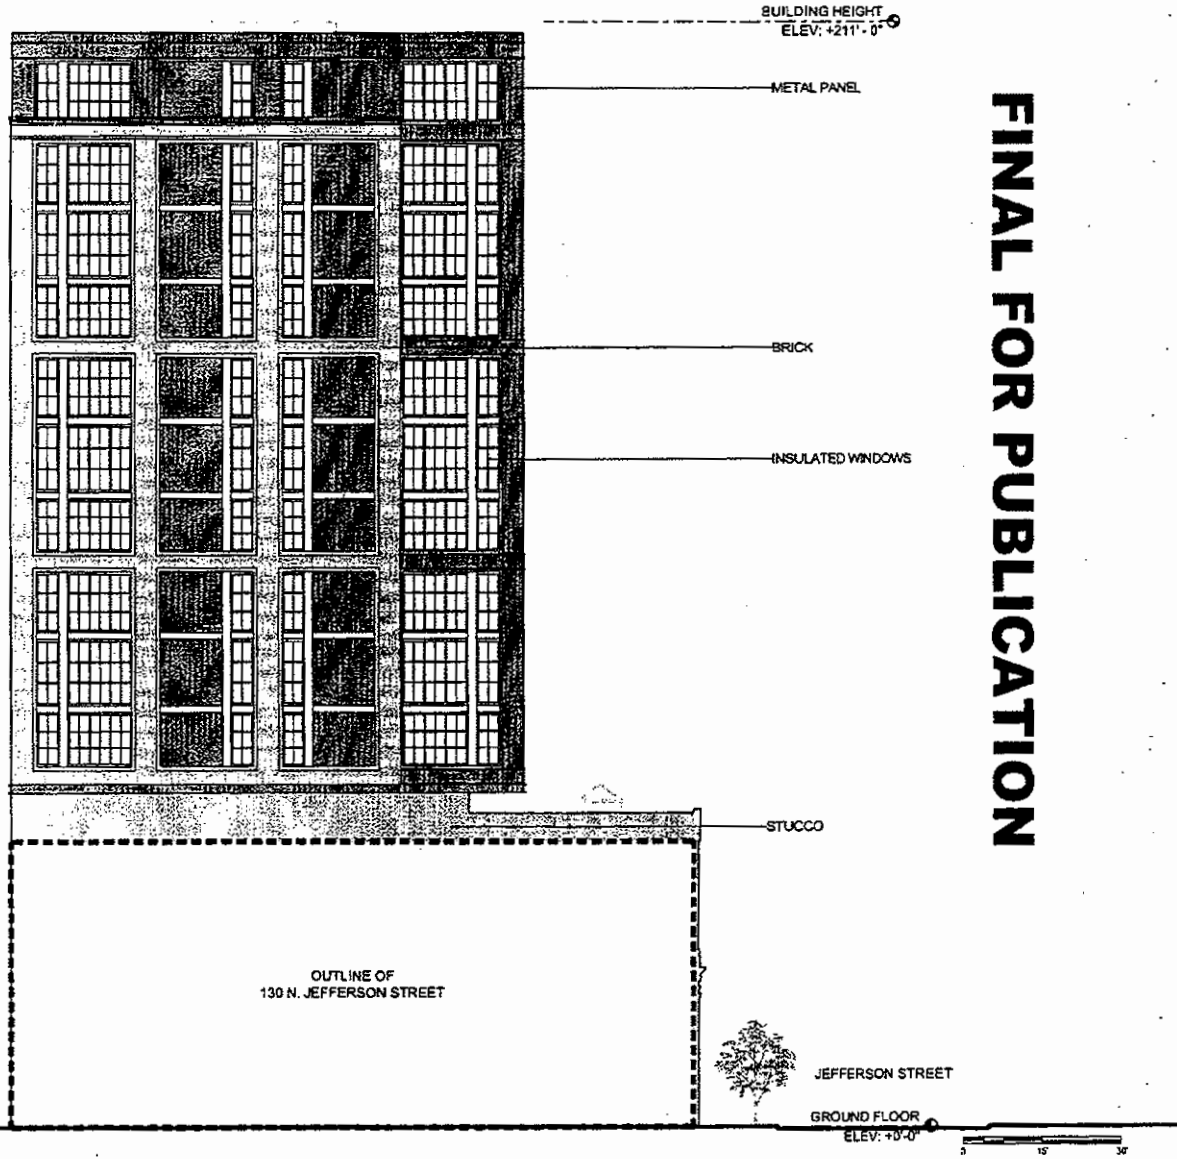 BUILDING HEIGHT
ELEV: +211' - 0"
METAL PANEL
BRICK
INSULATED WINDOWS
STUCCO
OUTLINE OF
130 N. JEFFERSON STREET
JEFFERSON STREET
GROUND FLOOR
ELEV: +0'-0"
0 15' 30'
FINAL FOR PUBLICATION